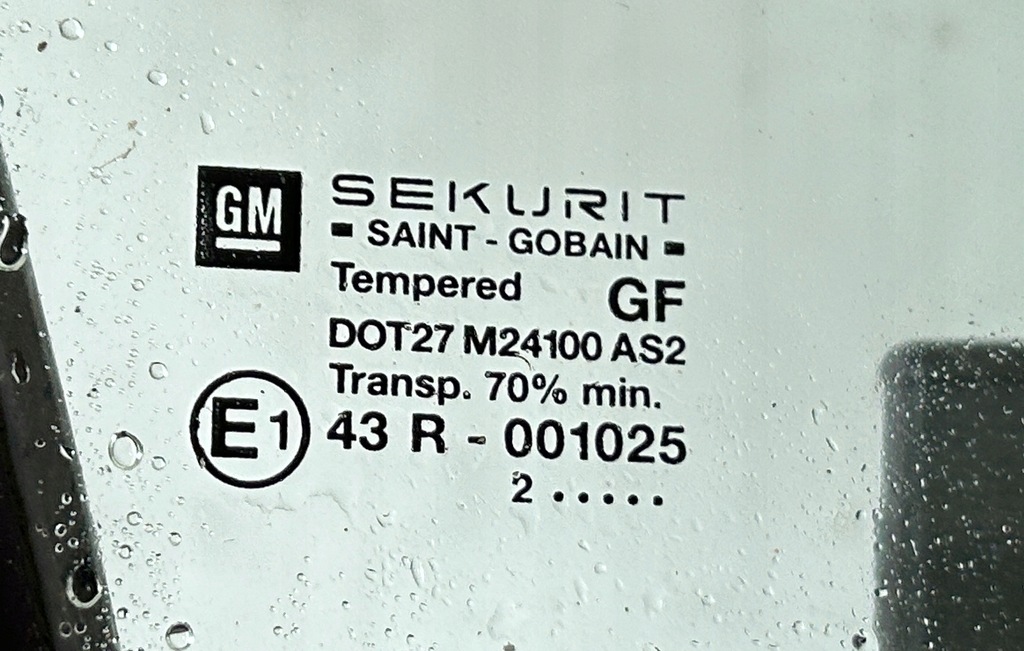 GM
SEKURIT
SAINT - GOBAIN
Tempered GF
DOT27 M24100 AS2
Transp. 70% min.
E1 43 R - 001025
2 .....